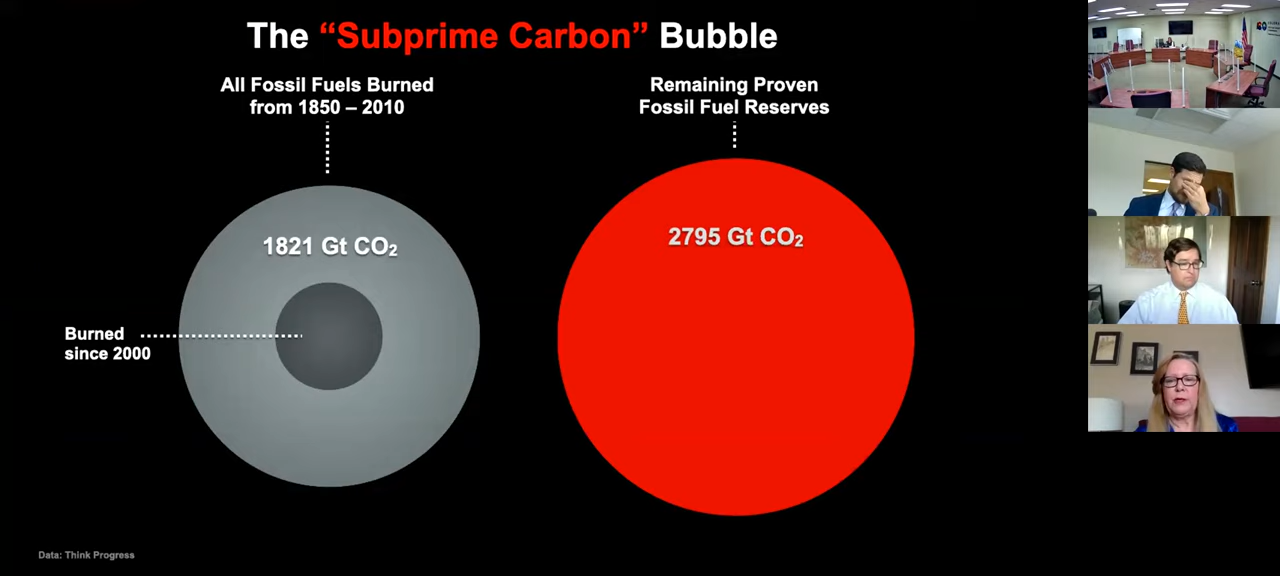 The “Subprime Carbon” Bubble
All Fossil Fuels Burned
from 1850 – 2010
Remaining Proven
Fossil Fuel Reserves
1821 Gt CO₂
2795 Gt CO₂
Burned
since 2000
Data: Think Progress